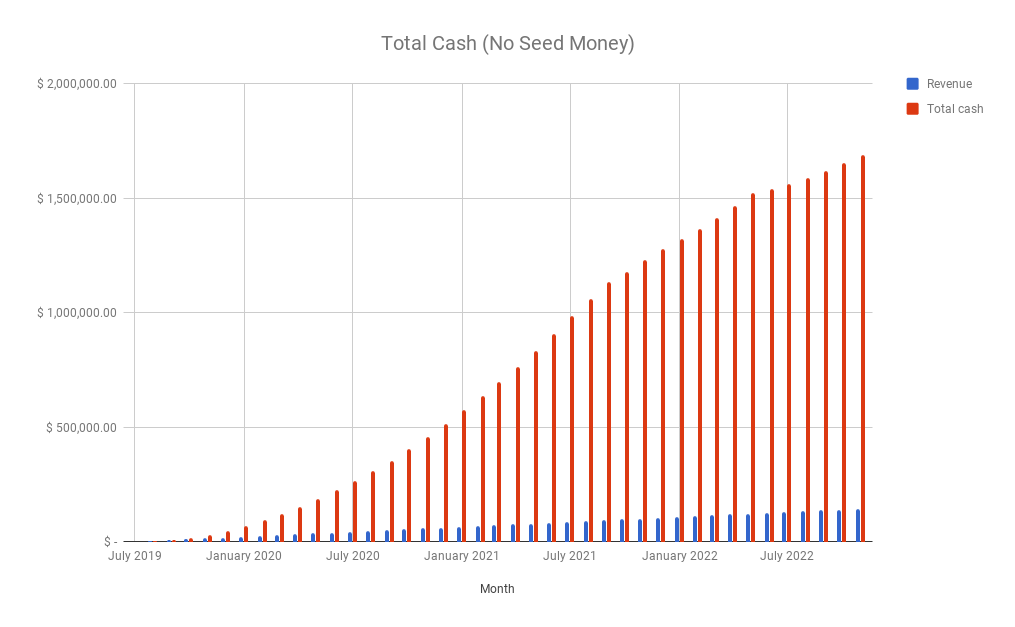 Total Cash (No Seed Money)
$ 2,000,000.00
$ 1,500,000.00
$ 1,000,000.00
$ 500,000.00
$ -
Revenue
Total cash
July 2019
January 2020
July 2020
January 2021
July 2021
January 2022
July 2022
Month